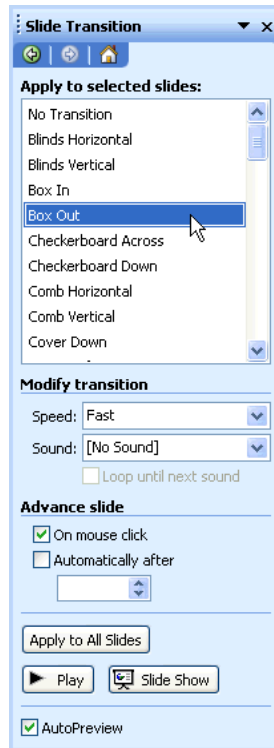 Slide Transition
Apply to selected slides:
No Transition
Blinds Horizontal
Blinds Vertical
Box In
Box Out
Checkerboard Across
Checkerboard Down
Comb Horizontal
Comb Vertical
Cover Down
Modify transition
Speed: Fast
Sound: [No Sound]
Loop until next sound
Advance slide
On mouse click
Automatically after
Apply to All Slides
Play Slide Show
AutoPreview